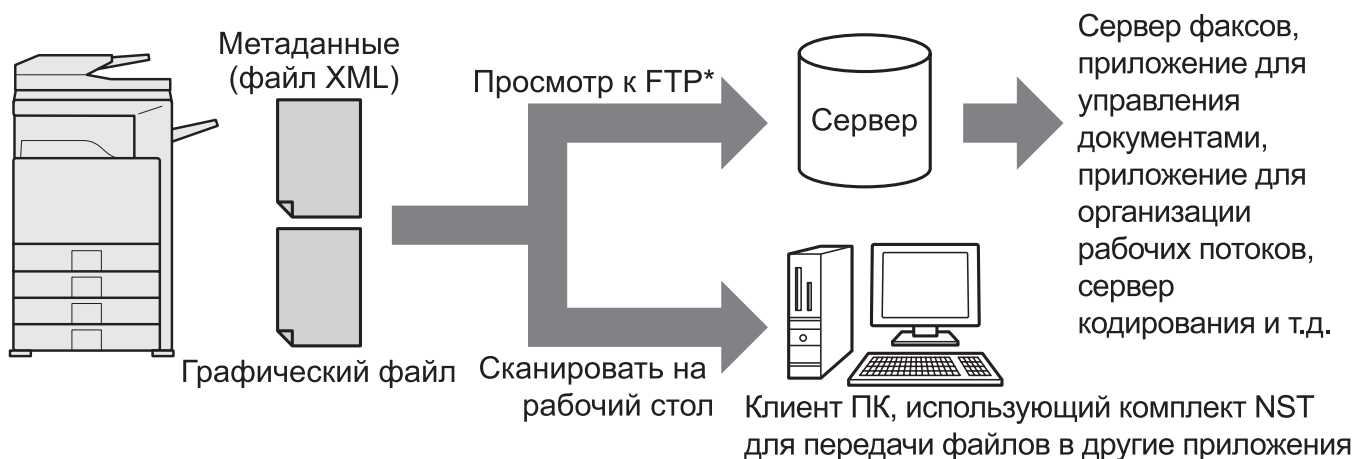 Метаданные
(файл XML)
Графический файл
Просмотр к FTP*
Сканировать на
рабочий стол
Сервер
Сервер факсов,
приложение для
управления
документами,
приложение для
организации
рабочих потоков,
сервер
кодирования и т.д.
Клиент ПК, использующий комплект NST
для передачи файлов в другие приложения